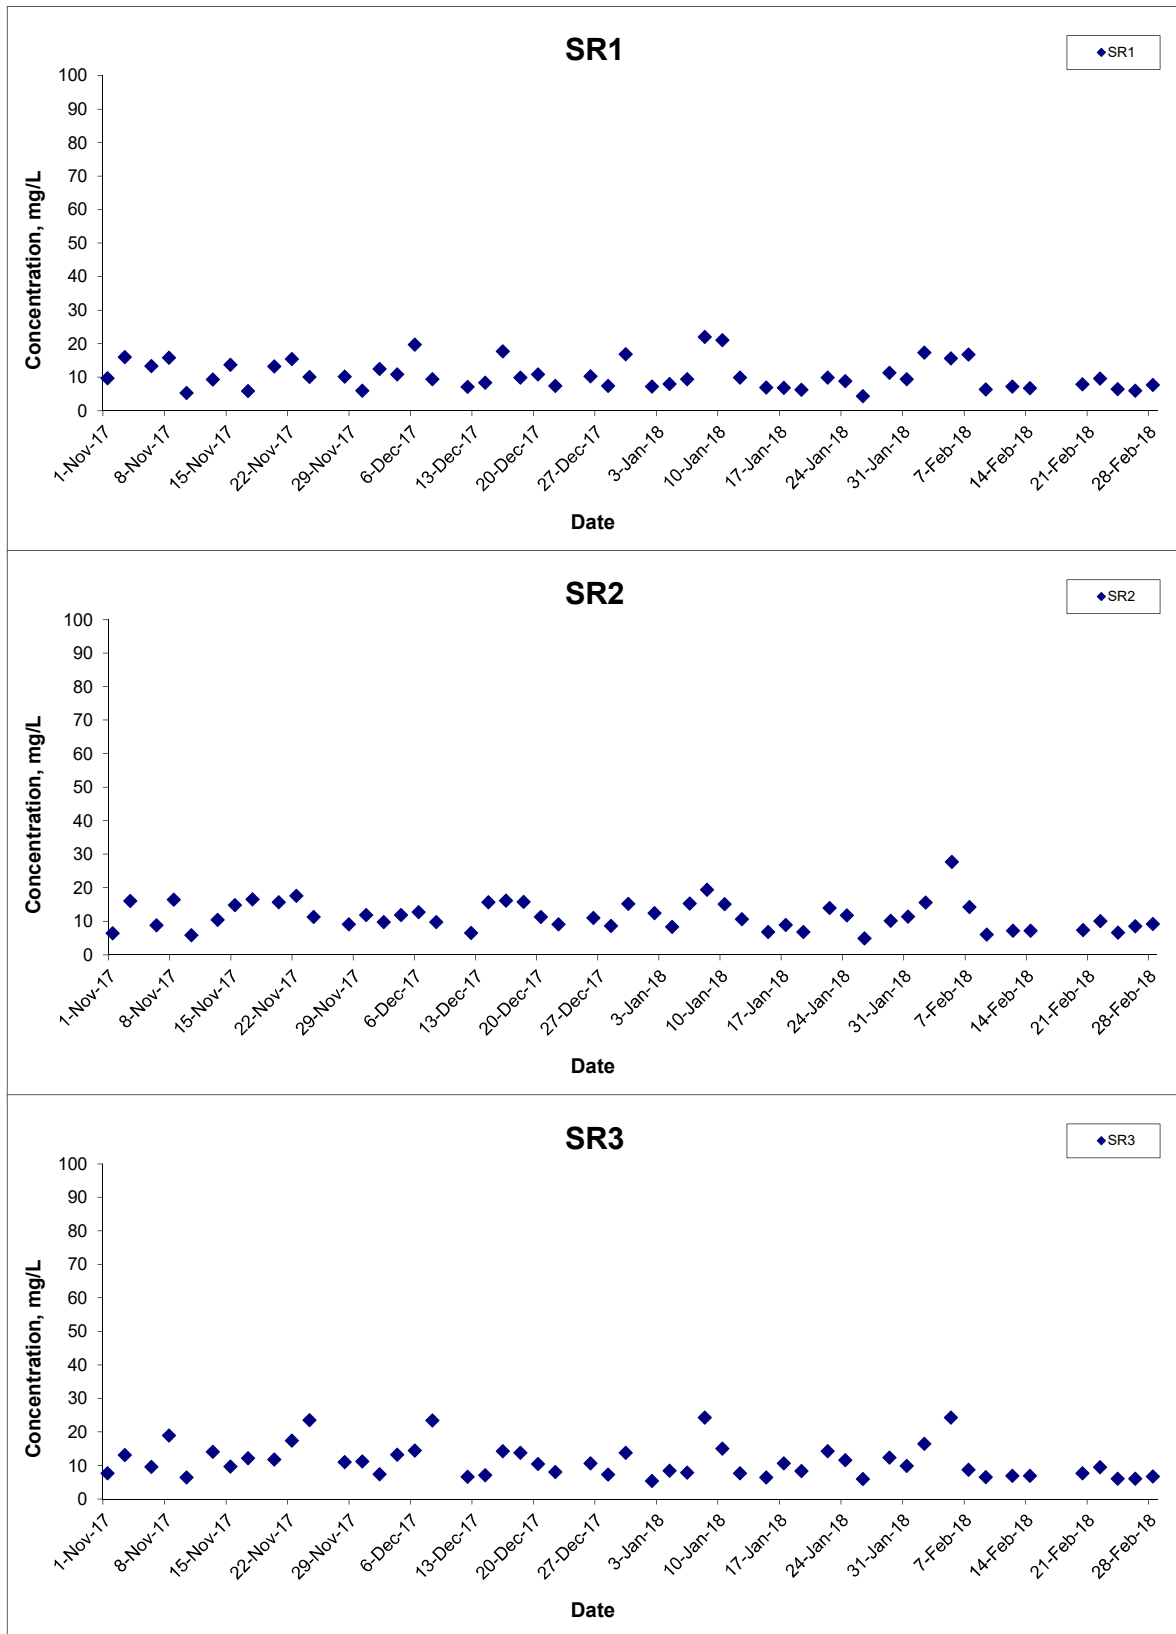 SR1
SR1
100
90
80
70
60
50
40
30
20
10
0
Concentration, mg/L
1-Nov-17
8-Nov-17
15-Nov-17
22-Nov-17
29-Nov-17
6-Dec-17
13-Dec-17
20-Dec-17
27-Dec-17
3-Jan-18
10-Jan-18
17-Jan-18
24-Jan-18
31-Jan-18
7-Feb-18
14-Feb-18
21-Feb-18
28-Feb-18
Date
SR2
SR2
100
90
80
70
60
50
40
30
20
10
0
Concentration, mg/L
1-Nov-17
8-Nov-17
15-Nov-17
22-Nov-17
29-Nov-17
6-Dec-17
13-Dec-17
20-Dec-17
27-Dec-17
3-Jan-18
10-Jan-18
17-Jan-18
24-Jan-18
31-Jan-18
7-Feb-18
14-Feb-18
21-Feb-18
28-Feb-18
Date
SR3
SR3
100
90
80
70
60
50
40
30
20
10
0
Concentration, mg/L
1-Nov-17
8-Nov-17
15-Nov-17
22-Nov-17
29-Nov-17
6-Dec-17
13-Dec-17
20-Dec-17
27-Dec-17
3-Jan-18
10-Jan-18
17-Jan-18
24-Jan-18
31-Jan-18
7-Feb-18
14-Feb-18
21-Feb-18
28-Feb-18
Date